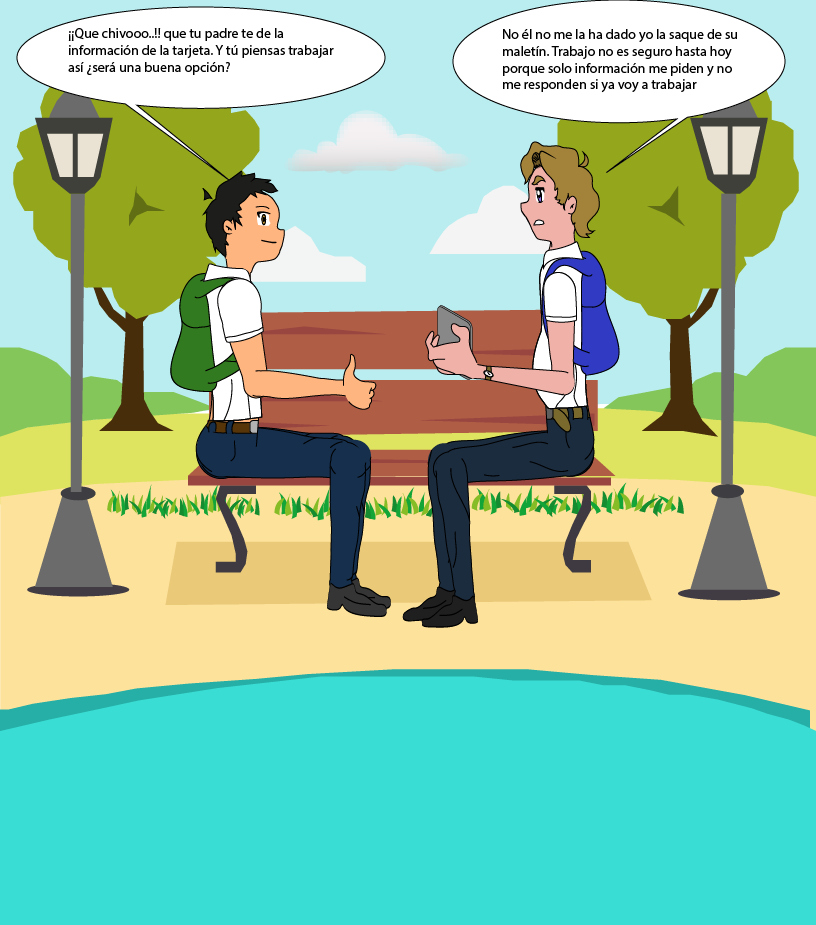 ¡¡Que chivooo..!! que tu padre te de la
información de la tarjeta. Y tú piensas trabajar
así ¿será una buena opción?
No él no me la ha dado yo la saque de su
maletín. Trabajo no es seguro hasta hoy
porque solo información me piden y no
me responden si ya voy a trabajar